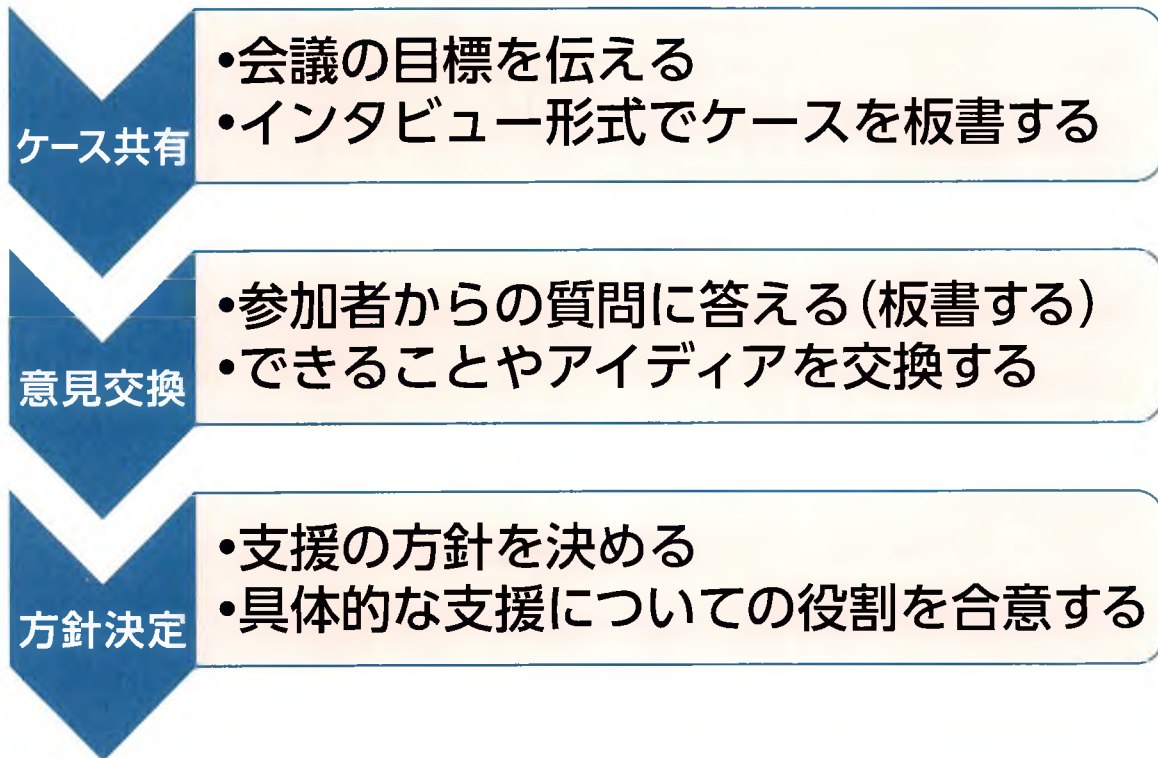 ケース共有
•会議の目標を伝える
•インタビュー形式でケースを板書する
意見交換
•参加者からの質問に答える(板書する)
•できることやアイディアを交換する
方針決定
•支援の方針を決める
•具体的な支援についての役割を合意する